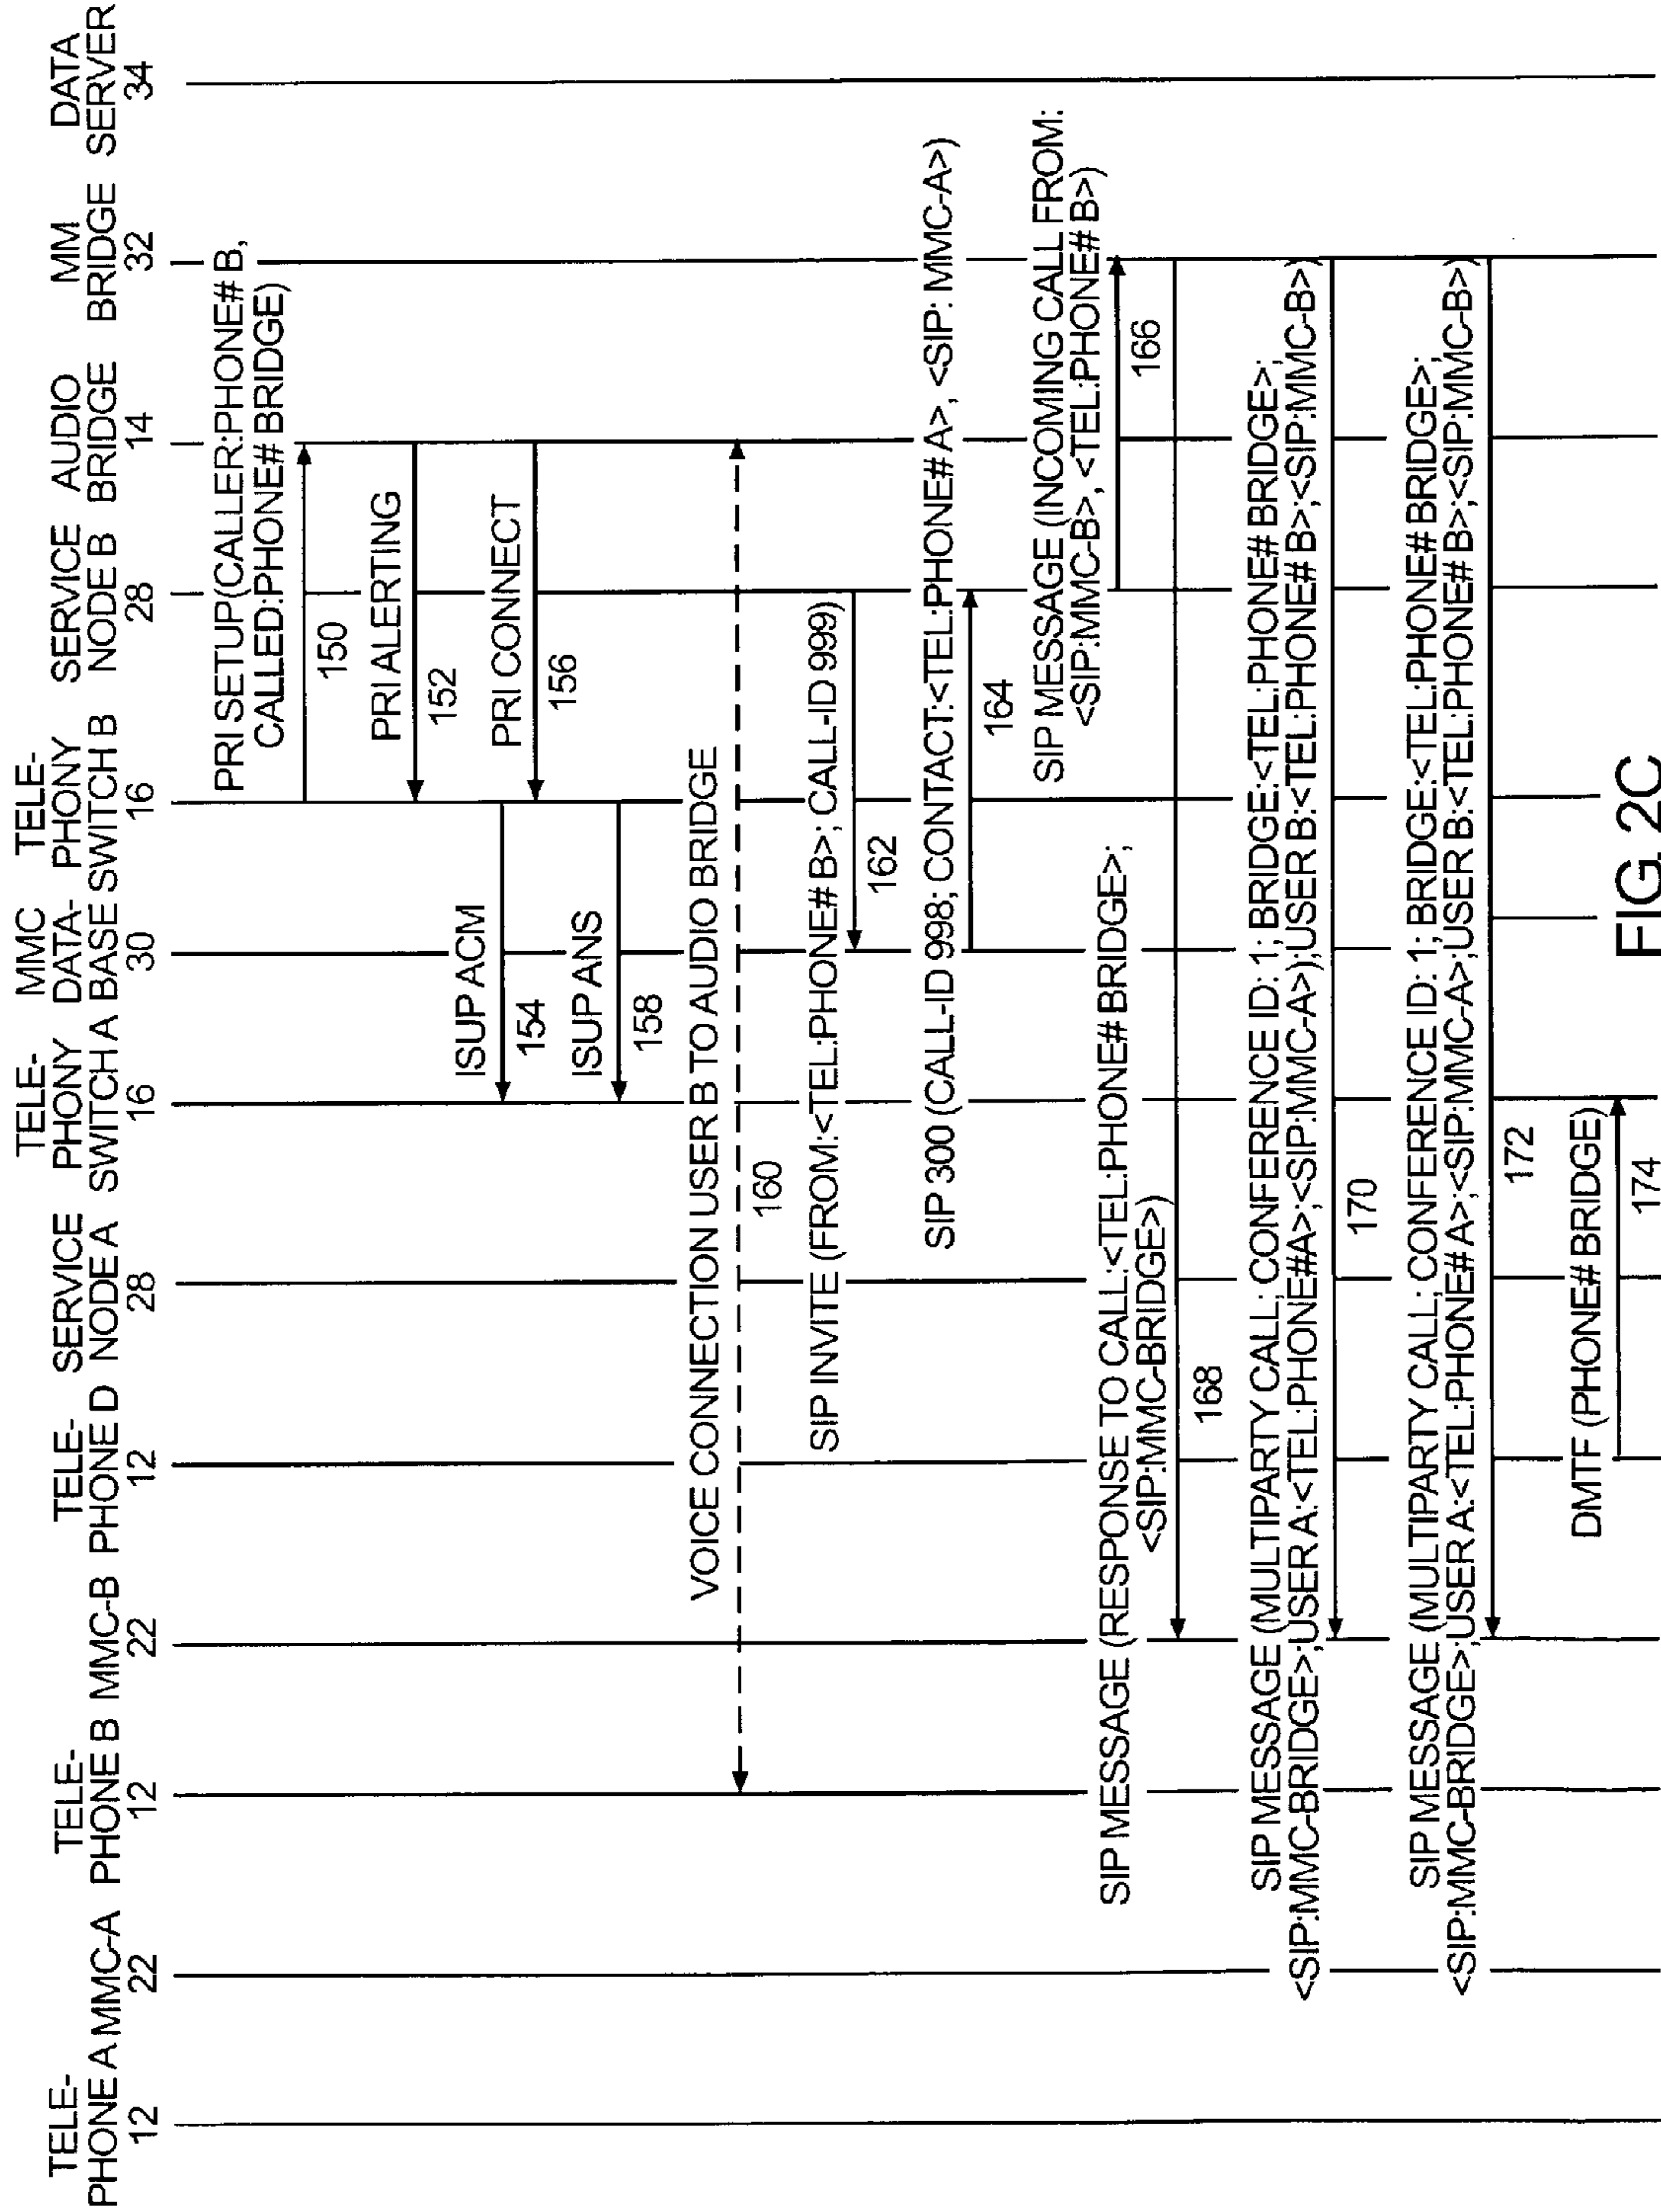 TELE-
PHONE A
12
MMC-A
22
TELE-
PHONE B
12
MMC-B
22
TELE-
PHONE D
12
SERVICE
NODE A
28
TELE-
PHONY
SWITCH A
16
MMC
DATA-
BASE
30
TELE-
PHONY
SWITCH B
16
SERVICE
NODE B
28
AUDIO
BRIDGE
14
MM
BRIDGE
32
DATA
SERVER
34
PRI SETUP (CALLER:PHONE# B,
CALLED:PHONE# BRIDGE)
150
PRI ALERTING
152
ISUP ACM
154
PRI CONNECT
156
ISUP ANS
158
VOICE CONNECTION USER B TO AUDIO BRIDGE
160
SIP INVITE (FROM:<TEL:PHONE# B>; CALL-ID 999)
162
SIP 300 (CALL-ID 998; CONTACT:<TEL:PHONE# A>, <SIP: MMC-A>)
164
SIP MESSAGE (INCOMING CALL FROM:
<SIP:MMC-B>, <TEL:PHONE# B>)
166
SIP MESSAGE (RESPONSE TO CALL:<TEL:PHONE# BRIDGE>;
<SIP:MMC-BRIDGE>)
168
SIP MESSAGE (MULTIPARTY CALL; CONFERENCE ID: 1; BRIDGE:<TEL:PHONE# BRIDGE>;
<SIP:MMC-BRIDGE>;USER A:<TEL:PHONE#A>;<SIP:MMC-A>);USER B:<TEL:PHONE# B>;<SIP:MMC-B>)
170
SIP MESSAGE (MULTIPARTY CALL; CONFERENCE ID: 1; BRIDGE:<TEL:PHONE# BRIDGE>;
<SIP:MMC-BRIDGE>;USER A:<TEL:PHONE# A>;<SIP:MMC-A>;USER B:<TEL:PHONE# B>;<SIP:MMC-B>)
172
DMTF (PHONE# BRIDGE)
174
FIG. 2C